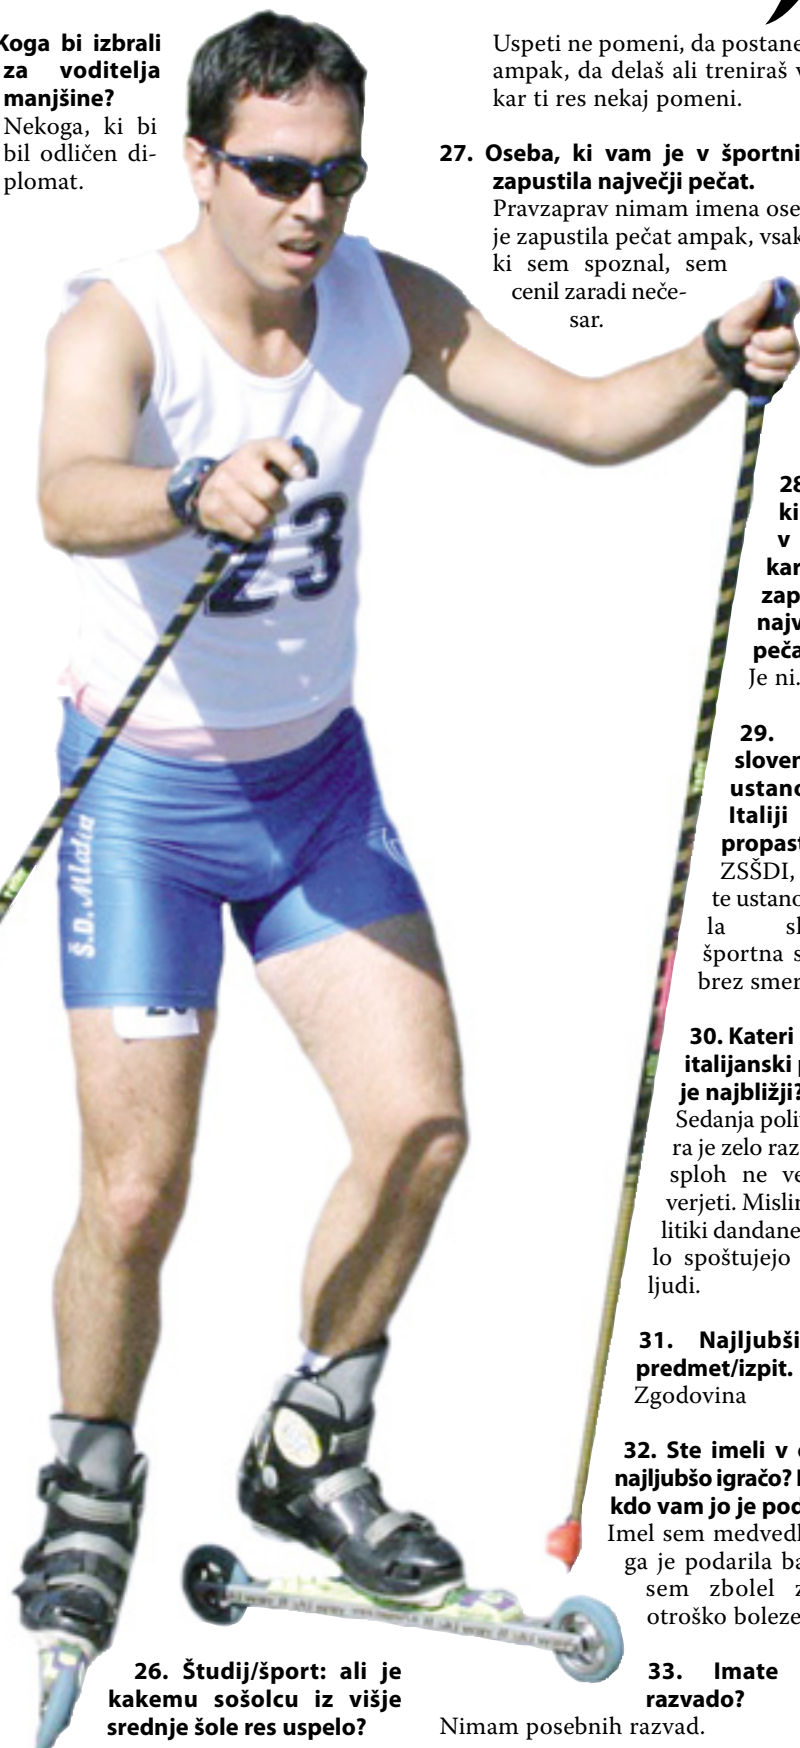 Koga bi izbrali
za voditelja
manjšine?
Nekoga, ki bi
bil odličen di-
plomat.
23
Š.D. Mladina
26. Študij/šport: ali je
kakemu sošolcu iz višje
srednje šole res uspelo?
Uspeti ne pomeni, da postane
ampak, da delaš ali treniraš v
kar ti res nekaj pomeni.
27. Oseba, ki vam je v športni
zapustila največji pečat.
Pravzaprav nimam imena ose
je zapustila pečat ampak, vsak
ki sem spoznal, sem
cenil zaradi neče-
sar.
28
ki
v
kar
zap
najv
peča
Je ni.
29.
sloven
ustano
Italiji
propast
ZSŠDI,
te ustano
la sl
športna s
brez smer
30. Kateri
italijanski
je najbližji?
Sedanja polit
ra je zelo raz
sploh ne ve
verjeti. Mislin
litiki dandane
lo spoštujejo
ljudi.
31. Najljubši
predmet/izpit.
Zgodovina
32. Ste imeli v
najljubšo igračo?
kdo vam jo je pod
Imel sem medvedk
ga je podarila ba
sem zbolel z
otroško boleze
33. Imate
razvado?
Nimam posebnih razvad.